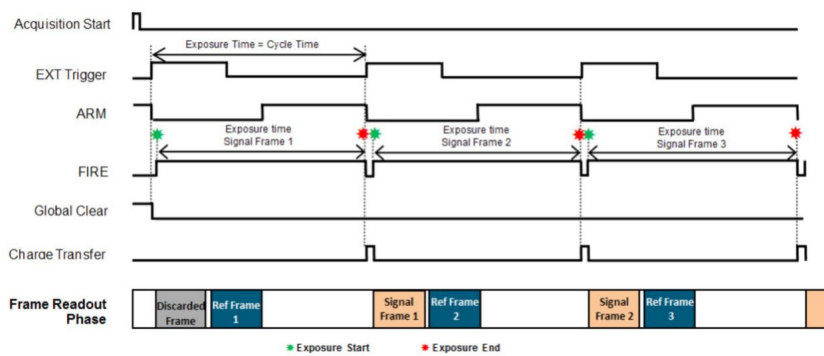 Acquisition Start
Exposure Time = Cycle Time
EXT Trigger
ARM
Exposure time
Signal Frame 1
Exposure time
Signal Frame 2
Exposure time
Signal Frame 3
FIRE
Global Clear
Charge Transfer
Frame Readout
Phase
Discarded
Frame
Ref Frame
1
Signal
Frame 1
Ref Frame
2
Signal
Frame 2
Ref Frame
3
Exposure Start
Exposure End